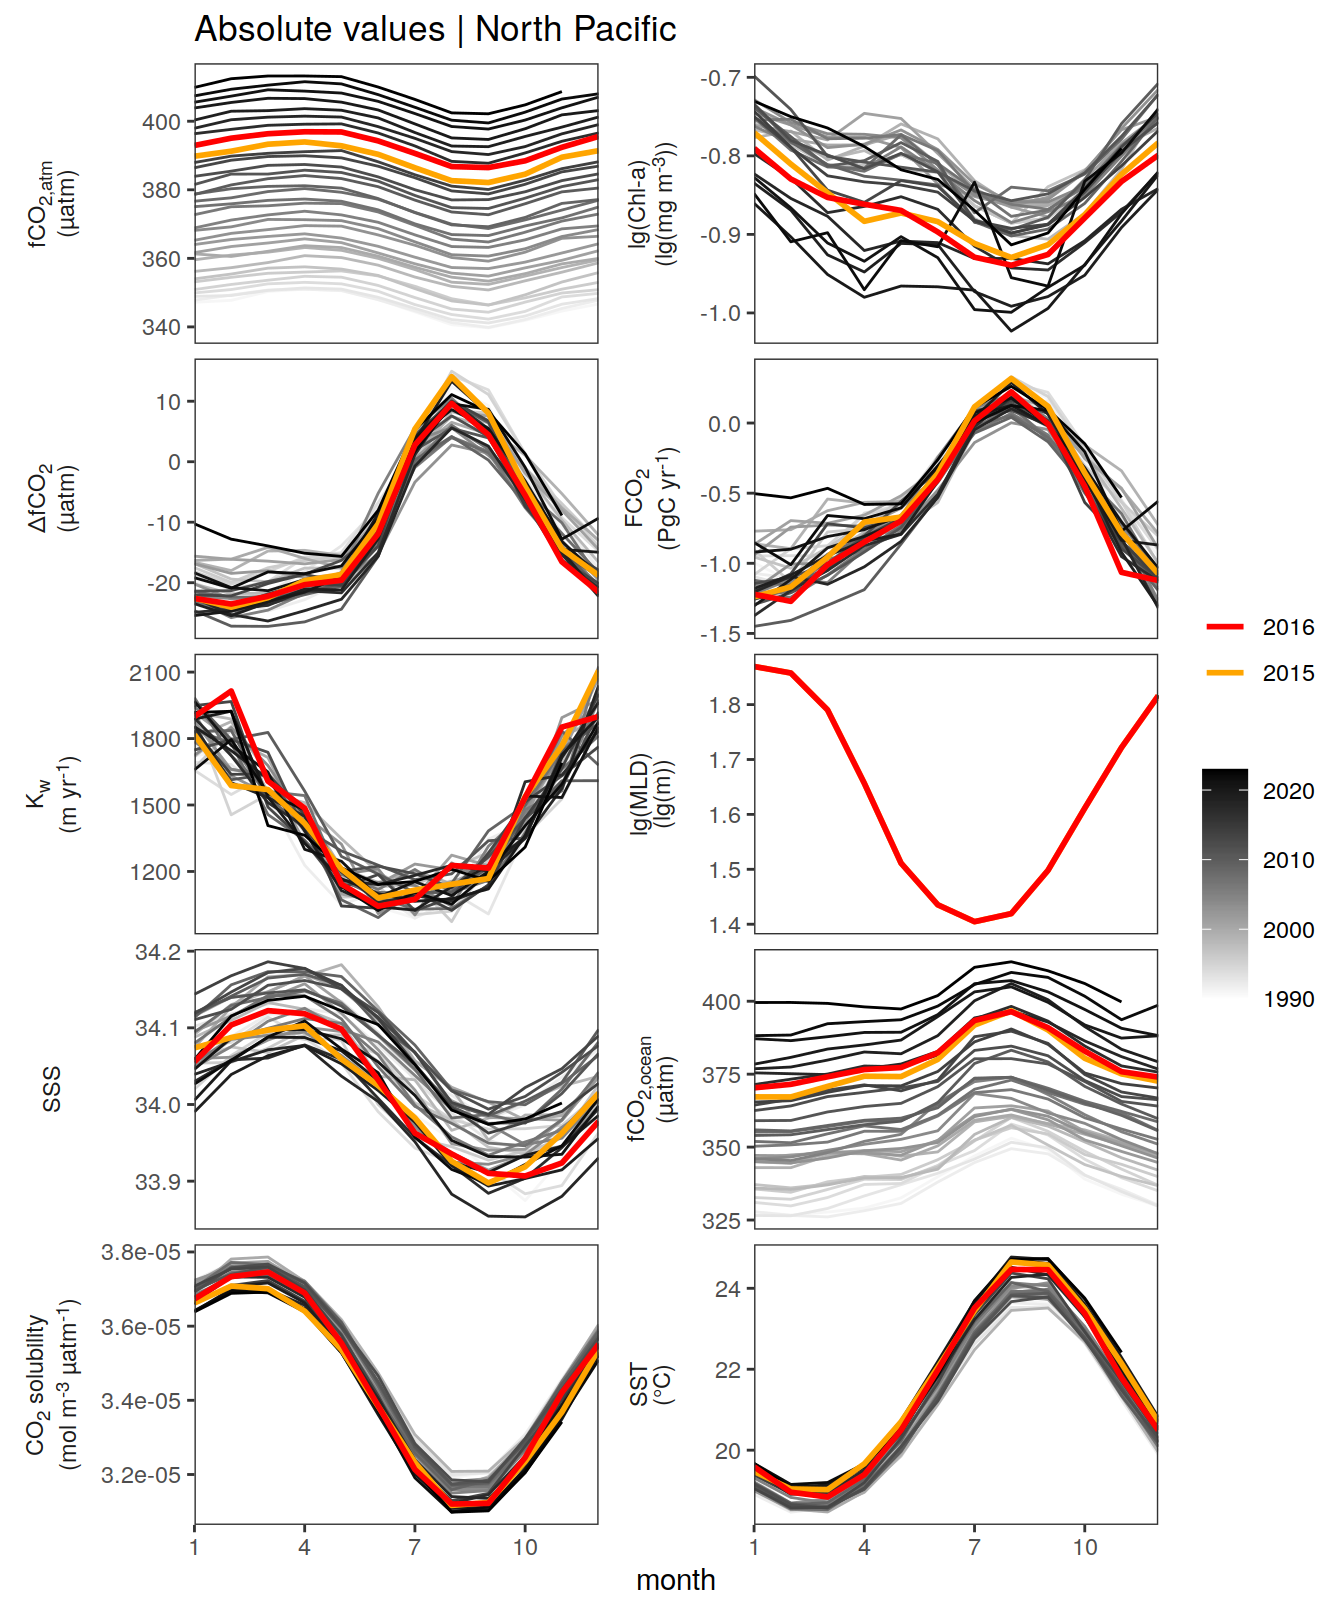 Absolute values | North Pacific
fCO2,atm
(µatm)
400
380
360
340
lg(Chl-a)
(lg(mg m-3))
-0.7
-0.8
-0.9
-1.0
ΔfCO2
(µatm)
10
0
-10
-20
FCO2
(PgC yr-1)
0.0
-0.5
-1.0
-1.5
Kw
(m yr-1)
2100
1800
1500
1200
lg(MLD)
(lg(m))
1.8
1.7
1.6
1.5
1.4
SSS
34.2
34.1
34.0
33.9
fCO2,ocean
(µatm)
400
375
350
325
CO2 solubility
(mol m-3 µatm-1)
3.8e-05
3.6e-05
3.4e-05
3.2e-05
SST
(°C)
24
22
20
1 4 7 10
1 4 7 10
month
2016
2015
2020
2010
2000
1990